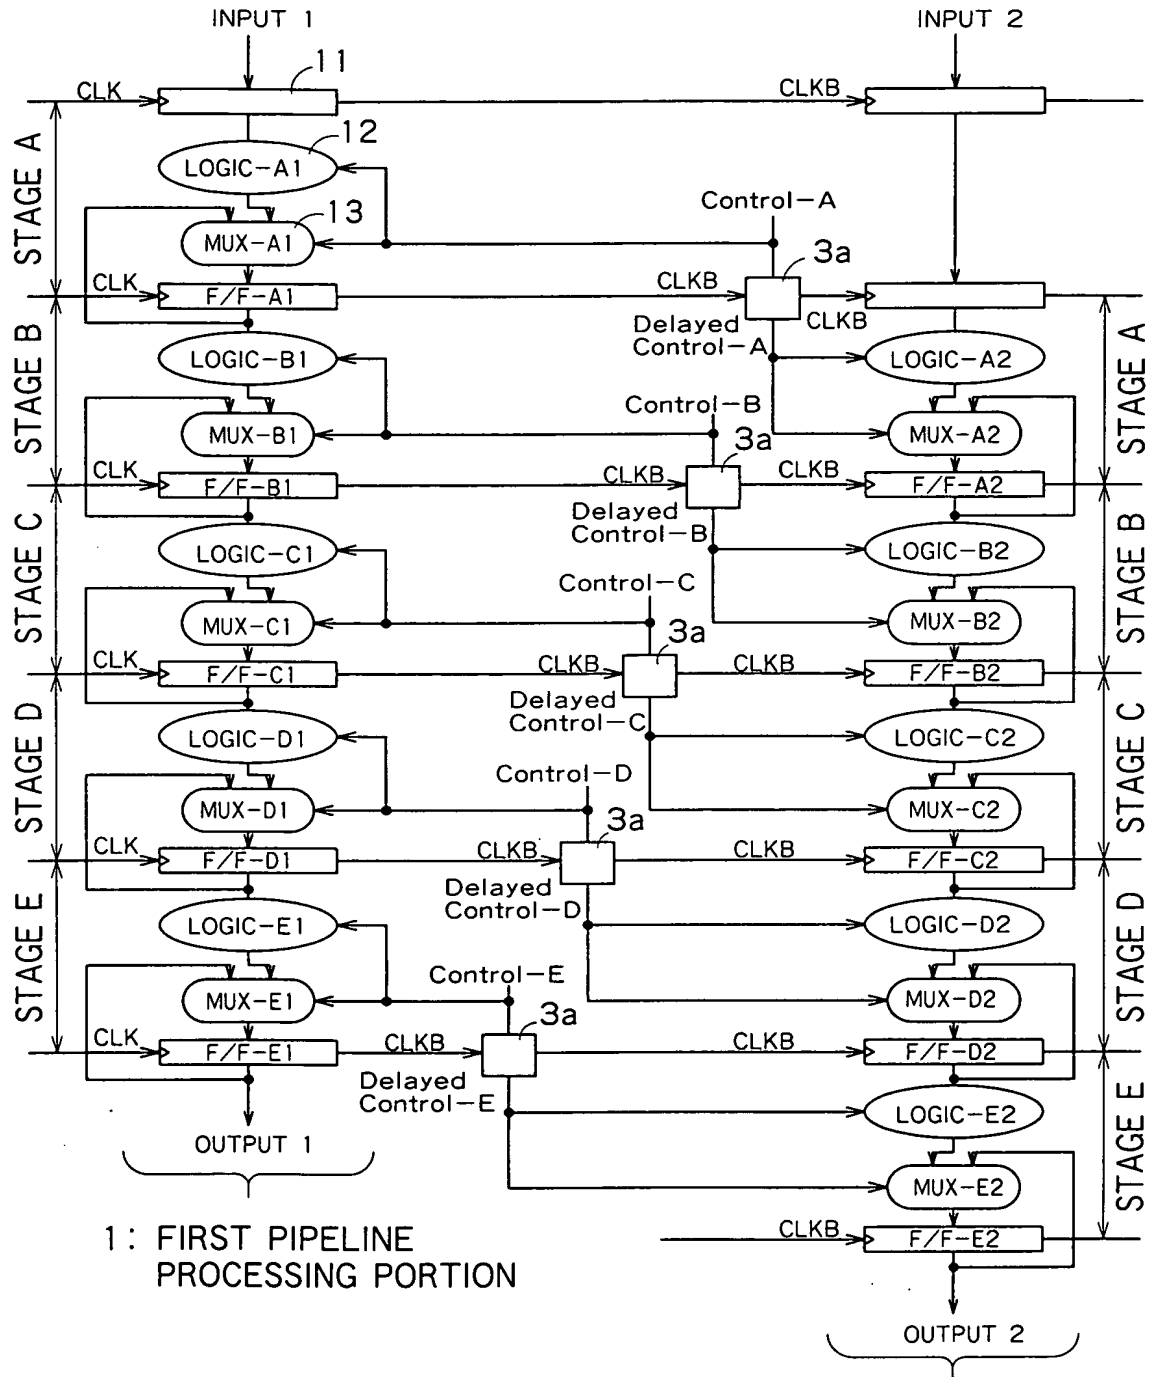 INPUT 1
INPUT 2
CLK
11
CLKB
12
LOGIC-A1
STAGE A
Control-A
13
MUX-A1
3a
CLK
F/F-A1
CLKB
CLKB
Delayed
Control-A
STAGE B
LOGIC-B1
LOGIC-A2
STAGE A
Control-B
MUX-B1
3a
MUX-A2
CLK
F/F-B1
CLKB
CLKB
F/F-A2
Delayed
Control-B
STAGE C
LOGIC-C1
LOGIC-B2
STAGE B
Control-C
MUX-C1
3a
MUX-B2
CLK
F/F-C1
CLKB
CLKB
F/F-B2
Delayed
Control-C
STAGE D
LOGIC-D1
LOGIC-C2
STAGE C
Control-D
MUX-D1
3a
MUX-C2
CLK
F/F-D1
CLKB
CLKB
F/F-C2
Delayed
Control-D
STAGE E
LOGIC-E1
LOGIC-D2
STAGE D
Control-E
MUX-E1
3a
MUX-D2
CLK
F/F-E1
CLKB
CLKB
F/F-D2
Delayed
Control-E
LOGIC-E2
STAGE E
OUTPUT 1
MUX-E2
CLKB
F/F-E2
1: FIRST PIPELINE
PROCESSING PORTION
OUTPUT 2